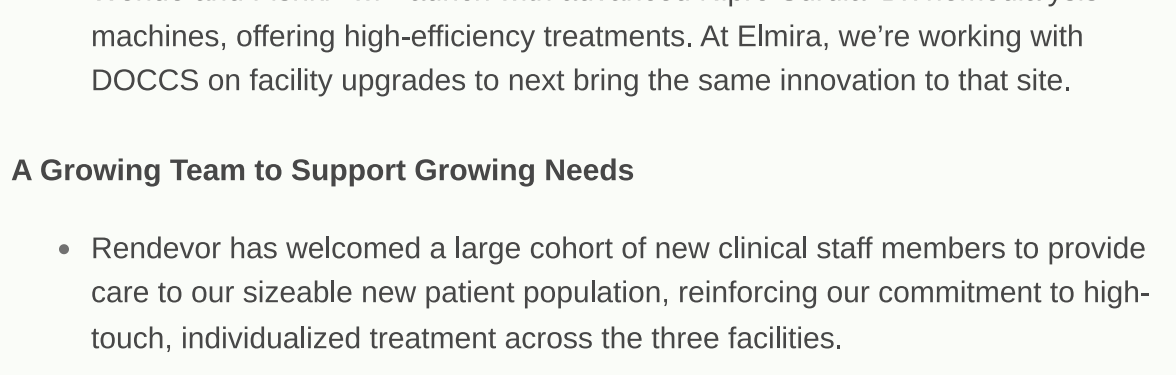 machines, offering high-efficiency treatments. At Elmira, we’re working with
DOCCS on facility upgrades to next bring the same innovation to that site.
A Growing Team to Support Growing Needs
• Rendevor has welcomed a large cohort of new clinical staff members to provide
care to our sizeable new patient population, reinforcing our commitment to high-
touch, individualized treatment across the three facilities.